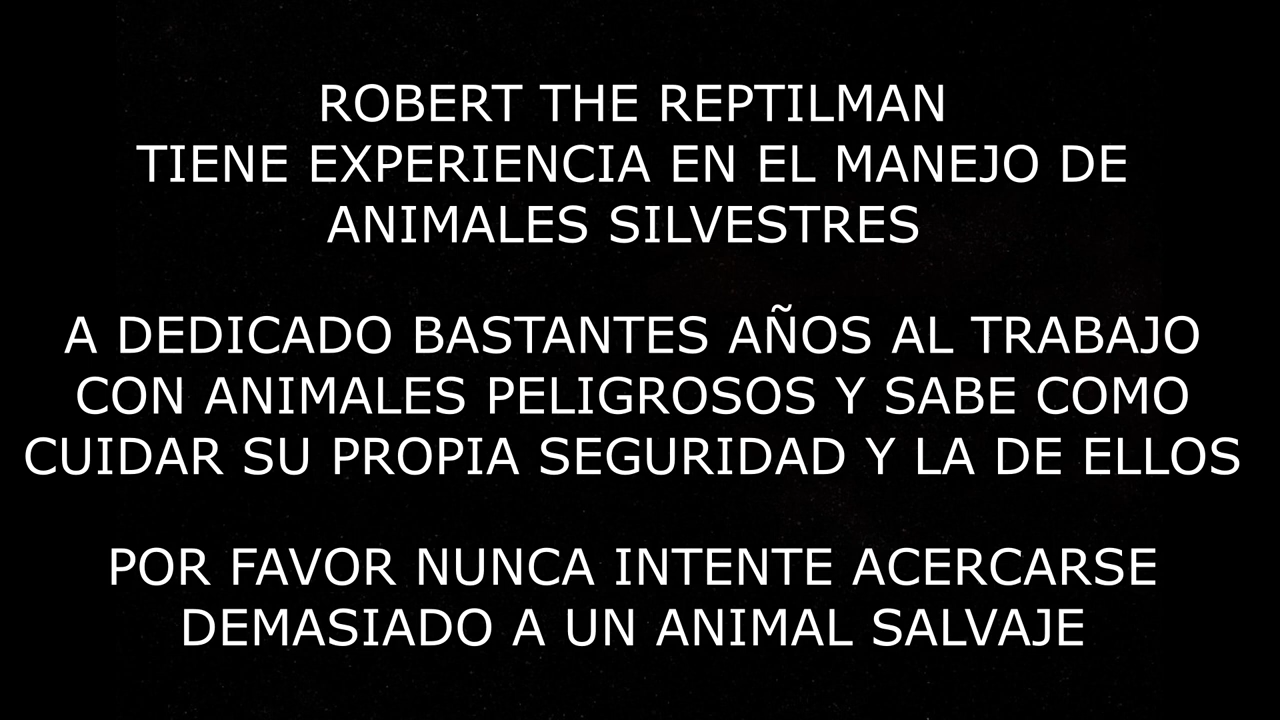 ROBERT THE REPTILMAN
TIENE EXPERIENCIA EN EL MANEJO DE
ANIMALES SILVESTRES
A DEDICADO BASTANTES AÑOS AL TRABAJO
CON ANIMALES PELIGROSOS Y SABE COMO
CUIDAR SU PROPIA SEGURIDAD Y LA DE ELLOS
POR FAVOR NUNCA INTENTE ACERCARSE
DEMASIADO A UN ANIMAL SALVAJE